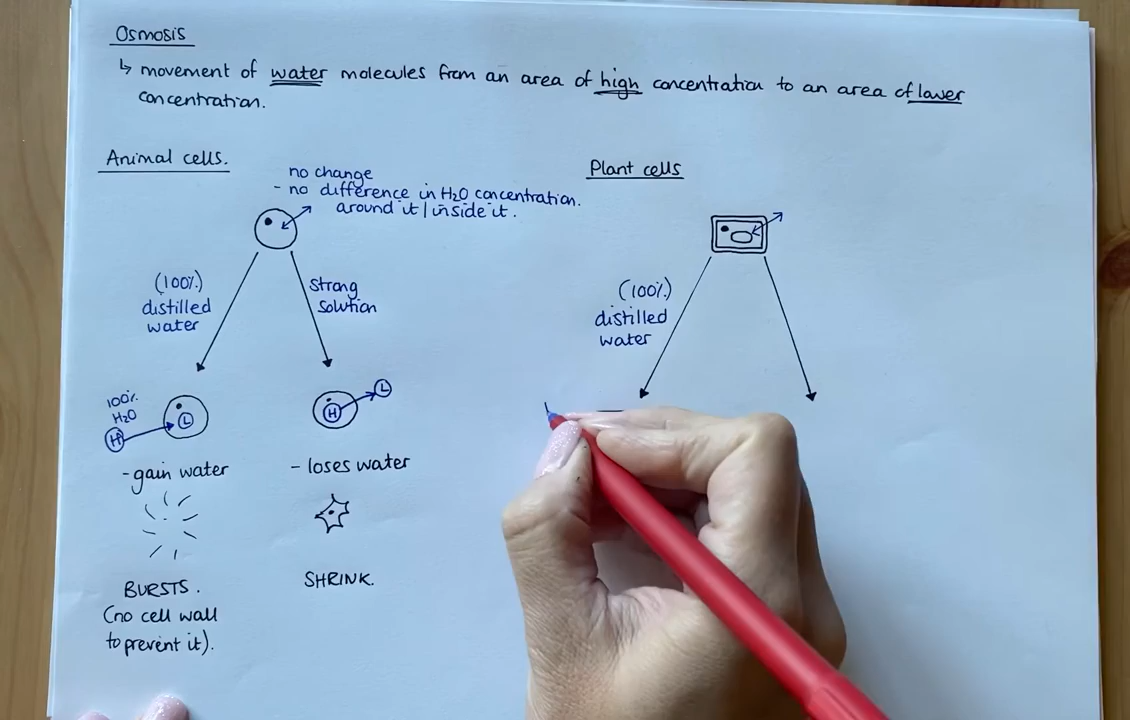 Osmosis
↳ movement of water molecules from an area of high concentration to an area of lower
concentration.
Animal cells.
no change
- no difference in H2O concentration.
around it / inside it.
(100%)
distilled
water
strong
solution
100%
H2O
H
L
H
L
- gain water
- loses water
BURSTS.
(no cell wall
to prevent it).
SHRINK.
Plant cells
(100%)
distilled
water